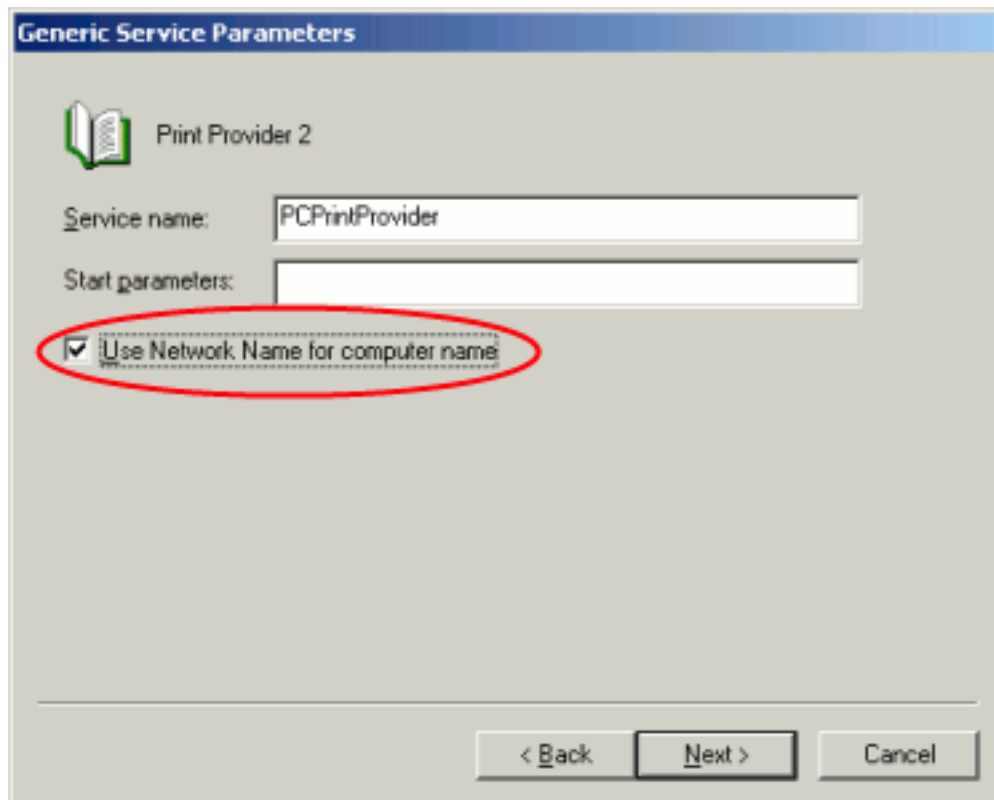 Generic Service Parameters
Print Provider 2
Service name: PCPrintProvider
Start parameters:
Use Network Name for computer name
< Back Next > Cancel